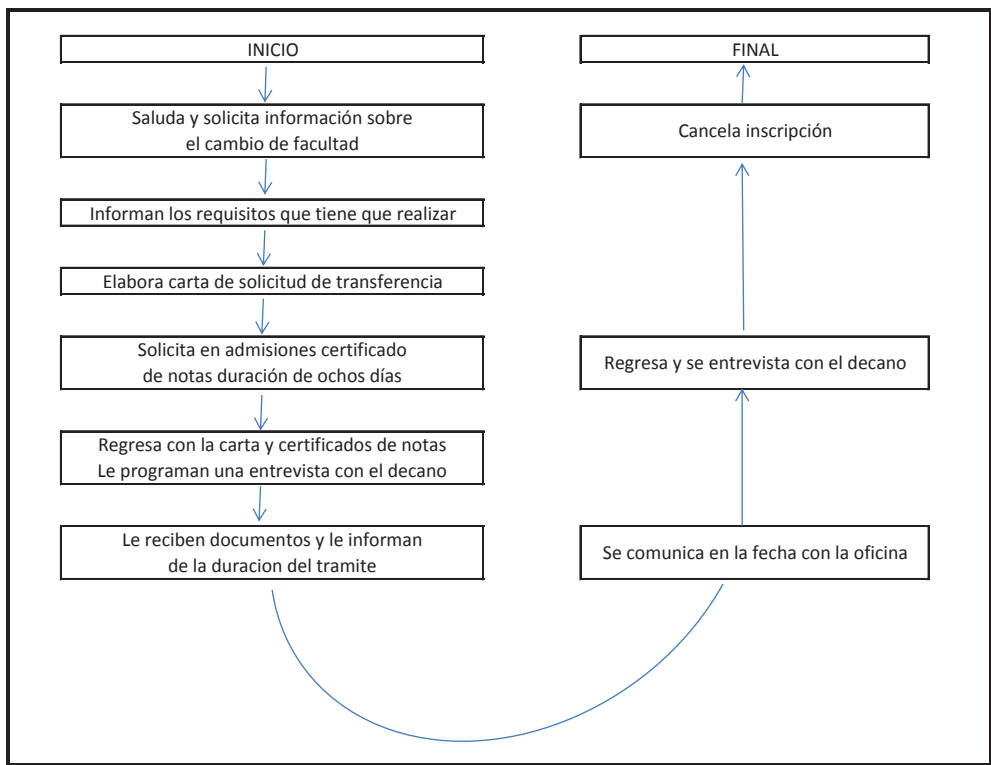 INICIO
Saluda y solicita información sobre
el cambio de facultad
Informan los requisitos que tiene que realizar
Elabora carta de solicitud de transferencia
Solicita en admisiones certificado
de notas duración de ochos días
Regresa con la carta y certificados de notas
Le programan una entrevista con el decano
Le reciben documentos y le informan
de la duracion del tramite
Se comunica en la fecha con la oficina
Regresa y se entrevista con el decano
Cancela inscripción
FINAL